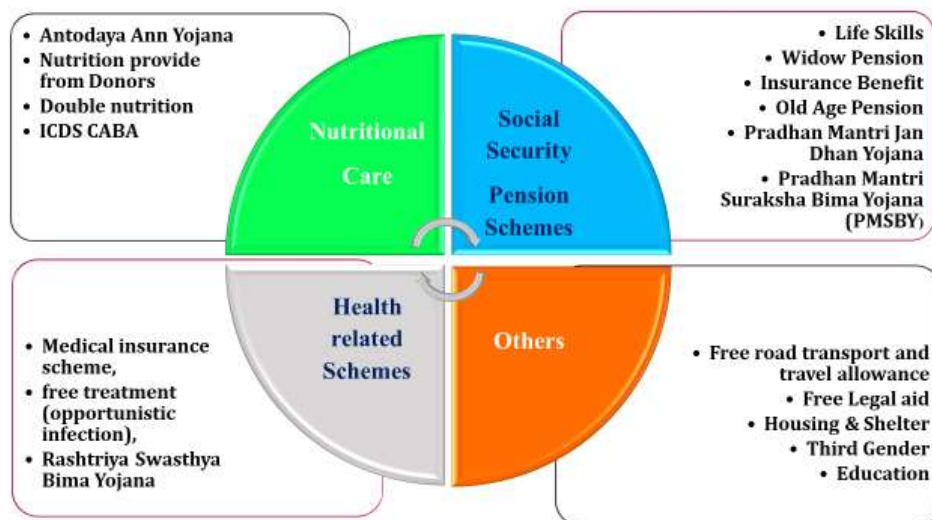 • Antodaya Ann Yojana
• Nutrition provide
from Donors
• Double nutrition
• ICDS CABA
Nutritional
Care
Social
Security
Pension
Schemes
• Life Skills
• Widow Pension
• Insurance Benefit
• Old Age Pension
• Pradhan Mantri Jan
Dhan Yojana
• Pradhan Mantri
Suraksha Bima Yojana
(PMSBY)
• Medical insurance
scheme,
• free treatment
(opportunistic
infection),
• Rashtriya Swasthya
Bima Yojana
Health
related
Schemes
Others
• Free road transport and
travel allowance
• Free Legal aid
• Housing & Shelter
• Third Gender
• Education